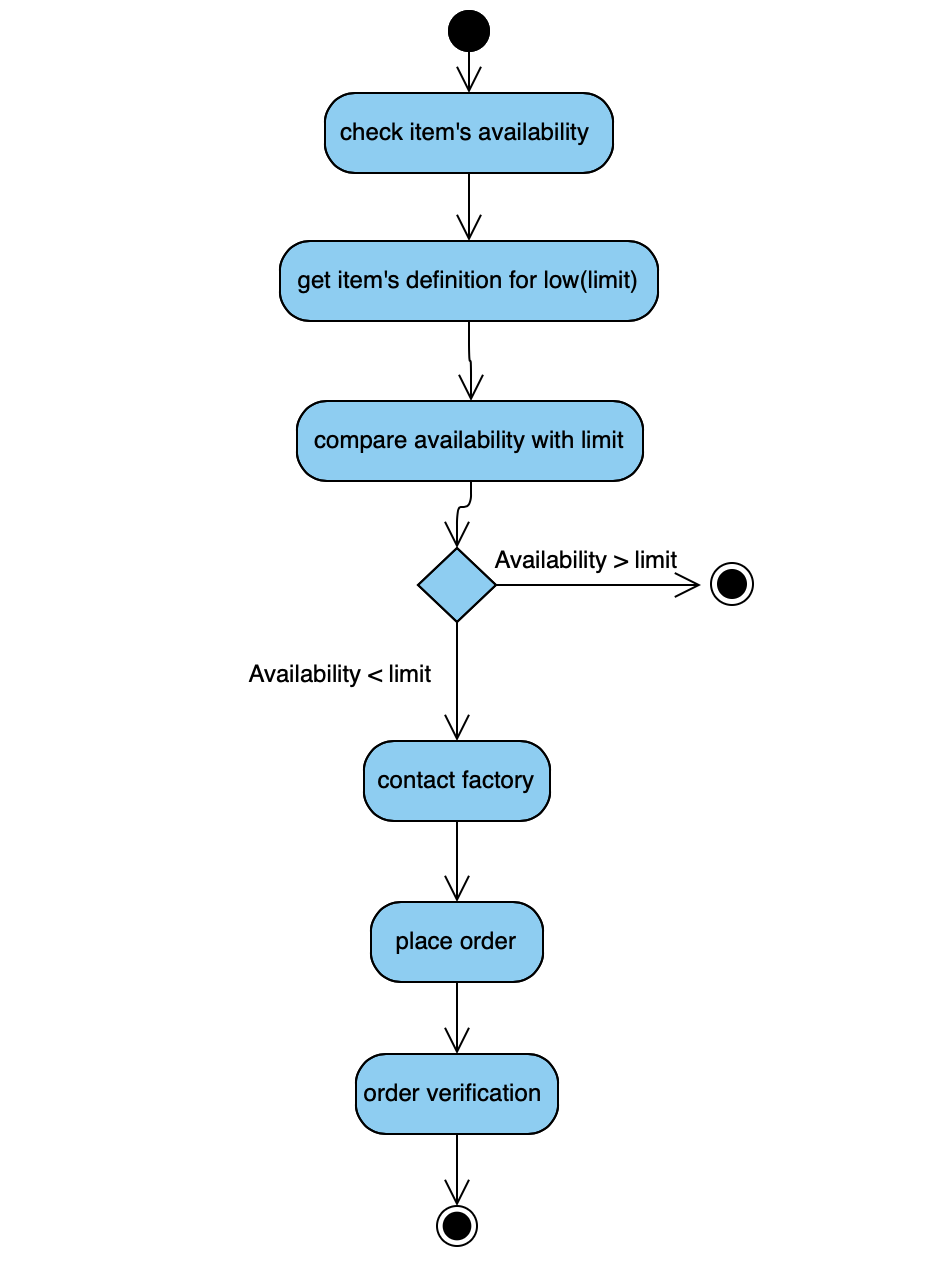 check item's availability
get item's definition for low(limit)
compare availability with limit
Availability > limit
Availability < limit
contact factory
place order
order verification